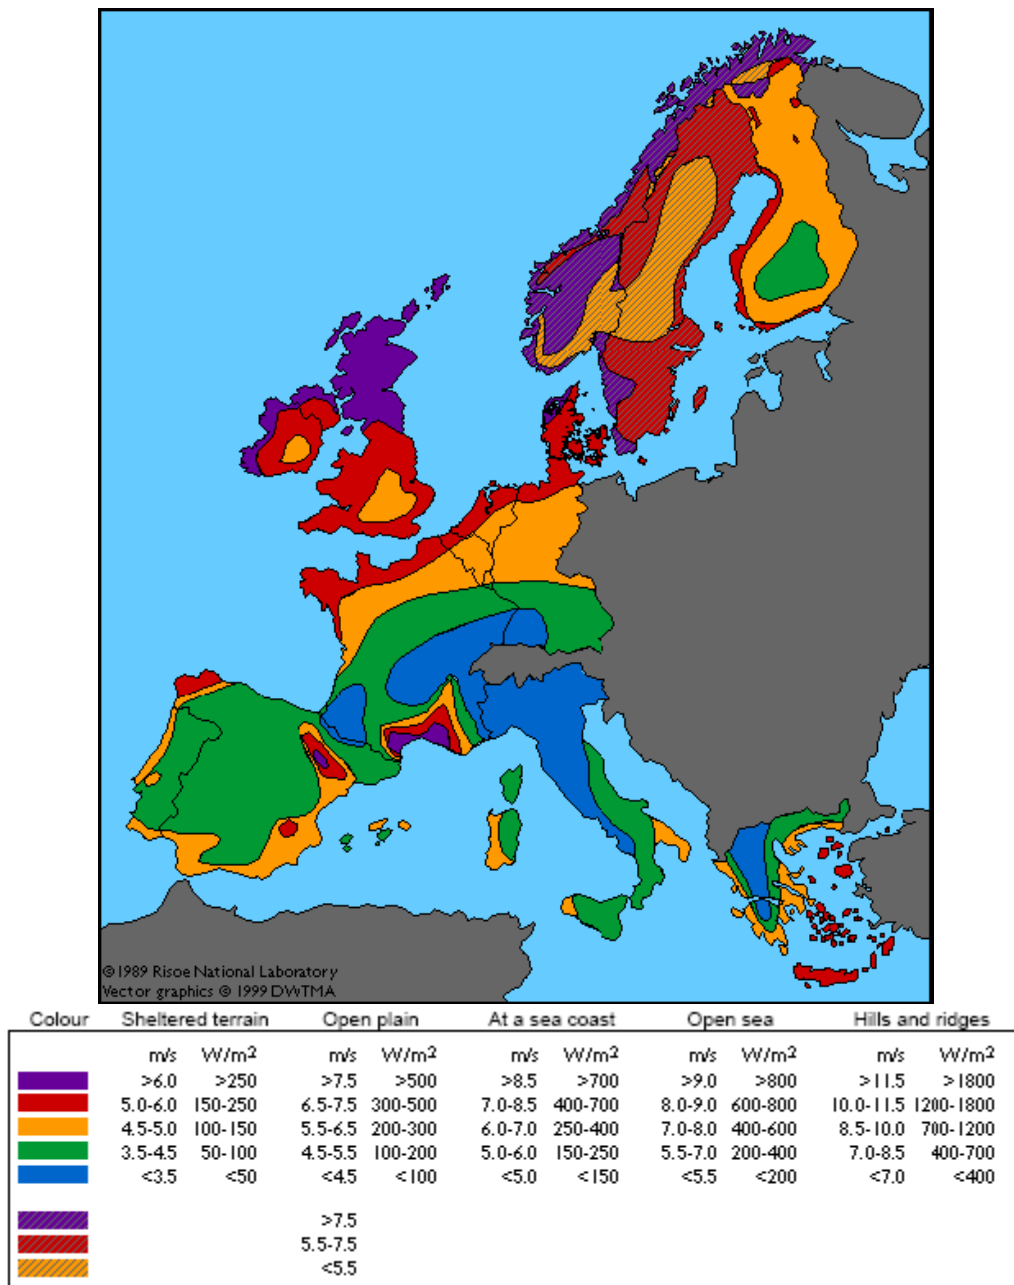 ©1989 Risoe National Laboratory
Vector graphics © 1999 DWTMA
Colour Sheltered terrain Open plain At a sea coast Open sea Hills and ridges
m/s W/m² m/s W/m² m/s W/m² m/s W/m² m/s W/m²
>6.0 >250 >7.5 >500 >8.5 >700 >9.0 >800 >11.5 >1800
5.0-6.0 150-250 6.5-7.5 300-500 7.0-8.5 400-700 8.0-9.0 600-800 10.0-11.5 1200-1800
4.5-5.0 100-150 5.5-6.5 200-300 6.0-7.0 250-400 7.0-8.0 400-600 8.5-10.0 700-1200
3.5-4.5 50-100 4.5-5.5 100-200 5.0-6.0 150-250 5.5-7.0 200-400 7.0-8.5 400-700
<3.5 <50 <4.5 <100 <5.0 <150 <5.5 <200 <7.0 <400
>7.5
5.5-7.5
<5.5